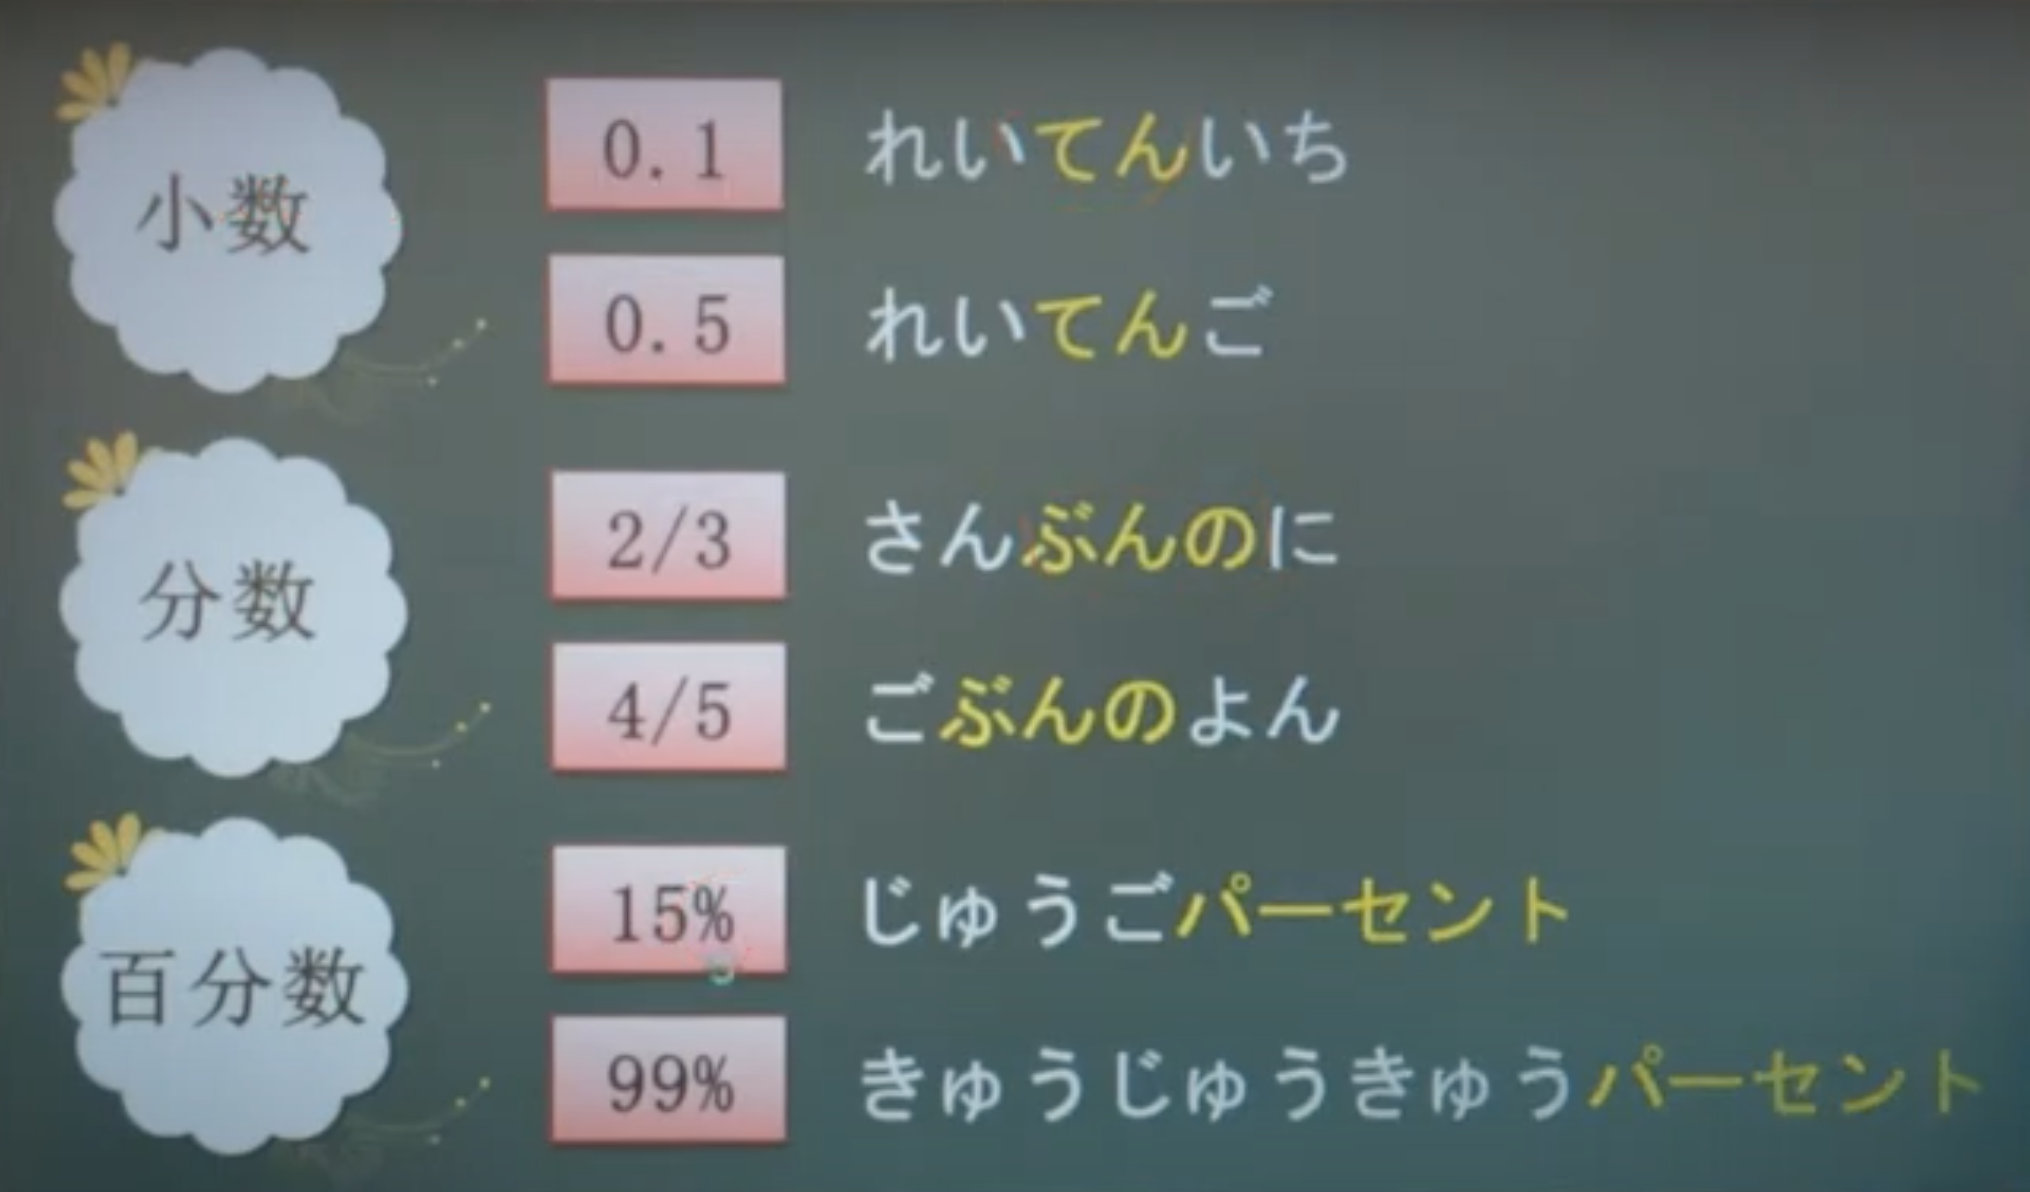 小数
0.1 れいてんいち
0.5 れいてんご
分数
2/3 さんぶんのに
4/5 ごぶんのよん
百分数
15% じゅうごパーセント
99% きゅうじゅうきゅうパーセント